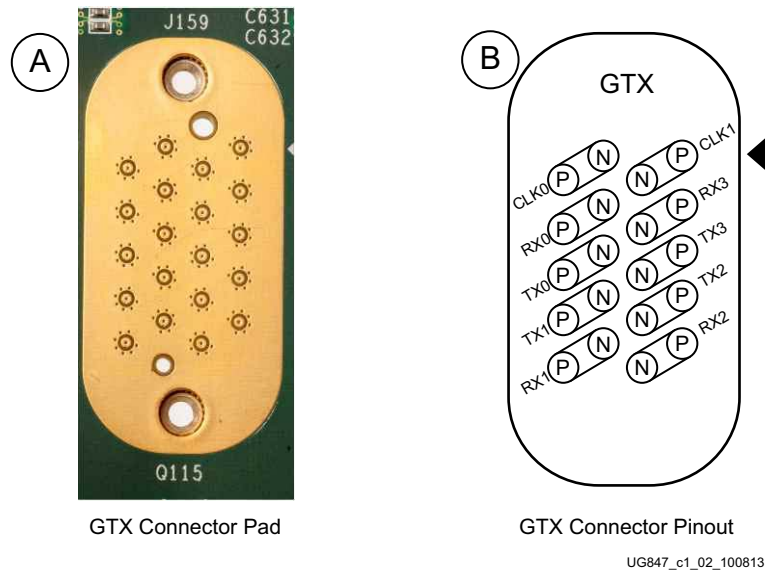 A
J159
C631
C632
Q115
GTX Connector Pad
B
GTX
CLK0 P N
N P CLK1
RX0 P N
N P RX3
TX0 P N
N P TX3
TX1 P N
N P TX2
RX1 P N
N P RX2
GTX Connector Pinout
UG847_c1_02_100813